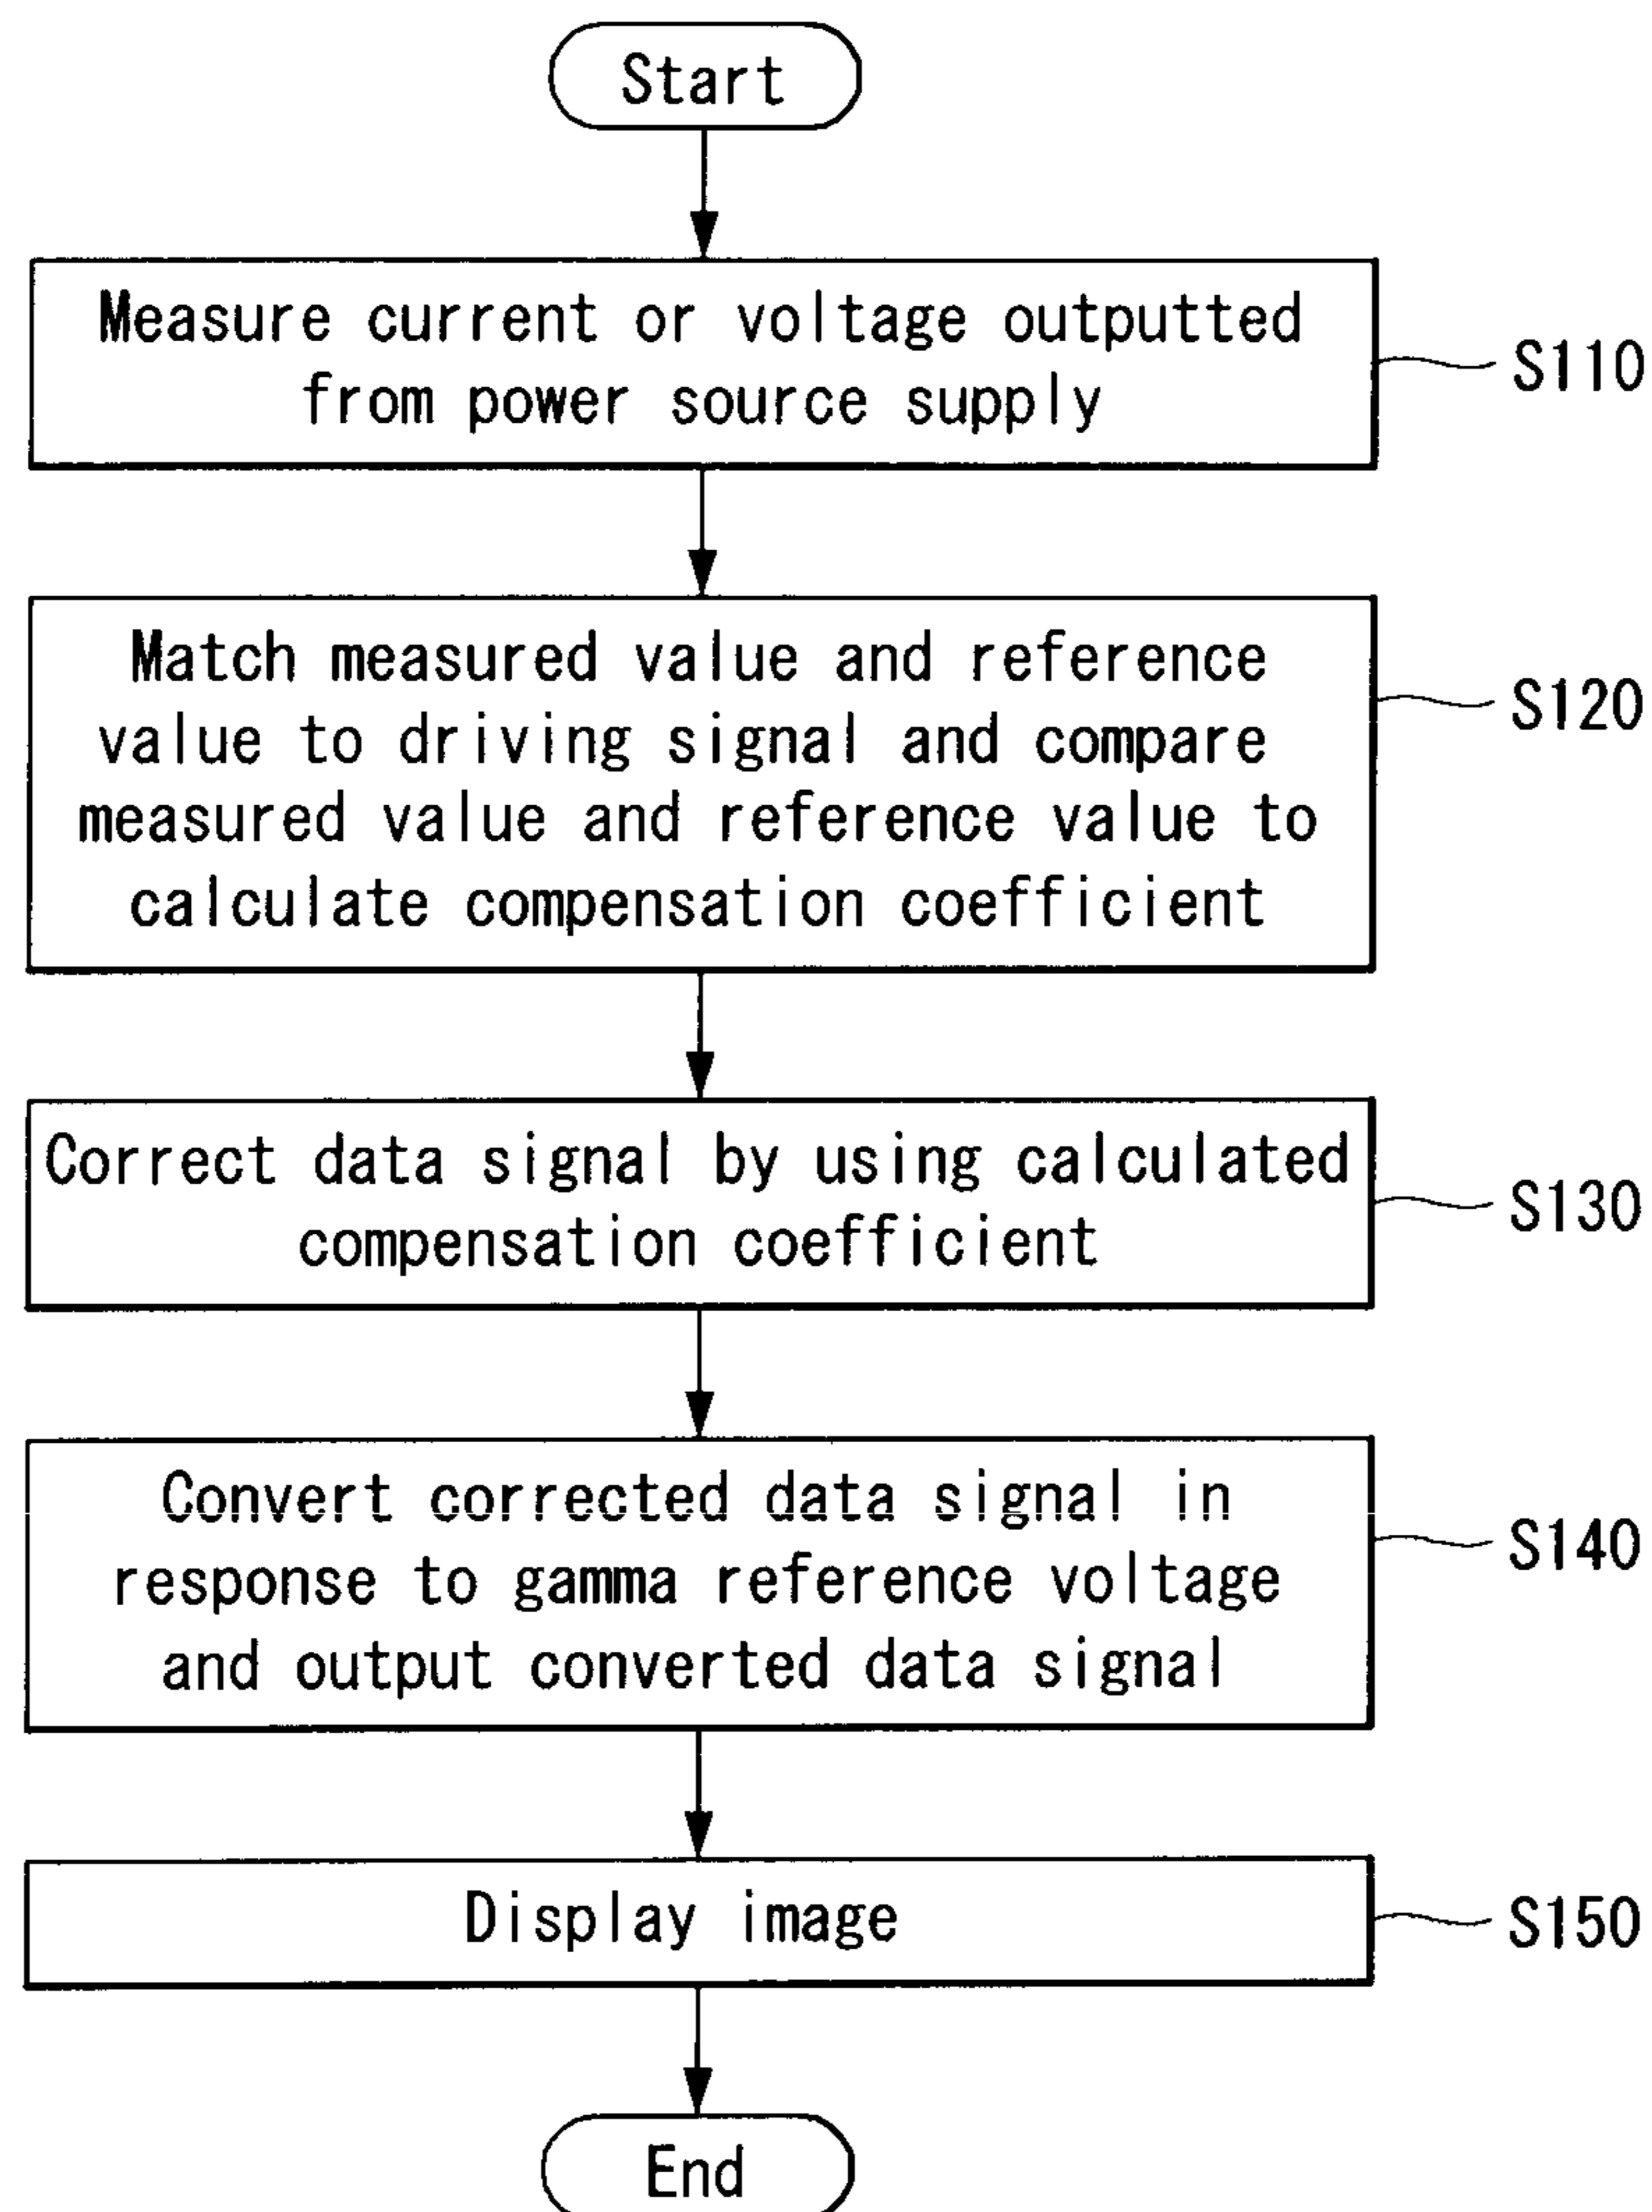 Start
Measure current or voltage outputted
from power source supply
S110
Match measured value and reference
value to driving signal and compare
measured value and reference value to
calculate compensation coefficient
S120
Correct data signal by using calculated
compensation coefficient
S130
Convert corrected data signal in
response to gamma reference voltage
and output converted data signal
S140
Display image
S150
End